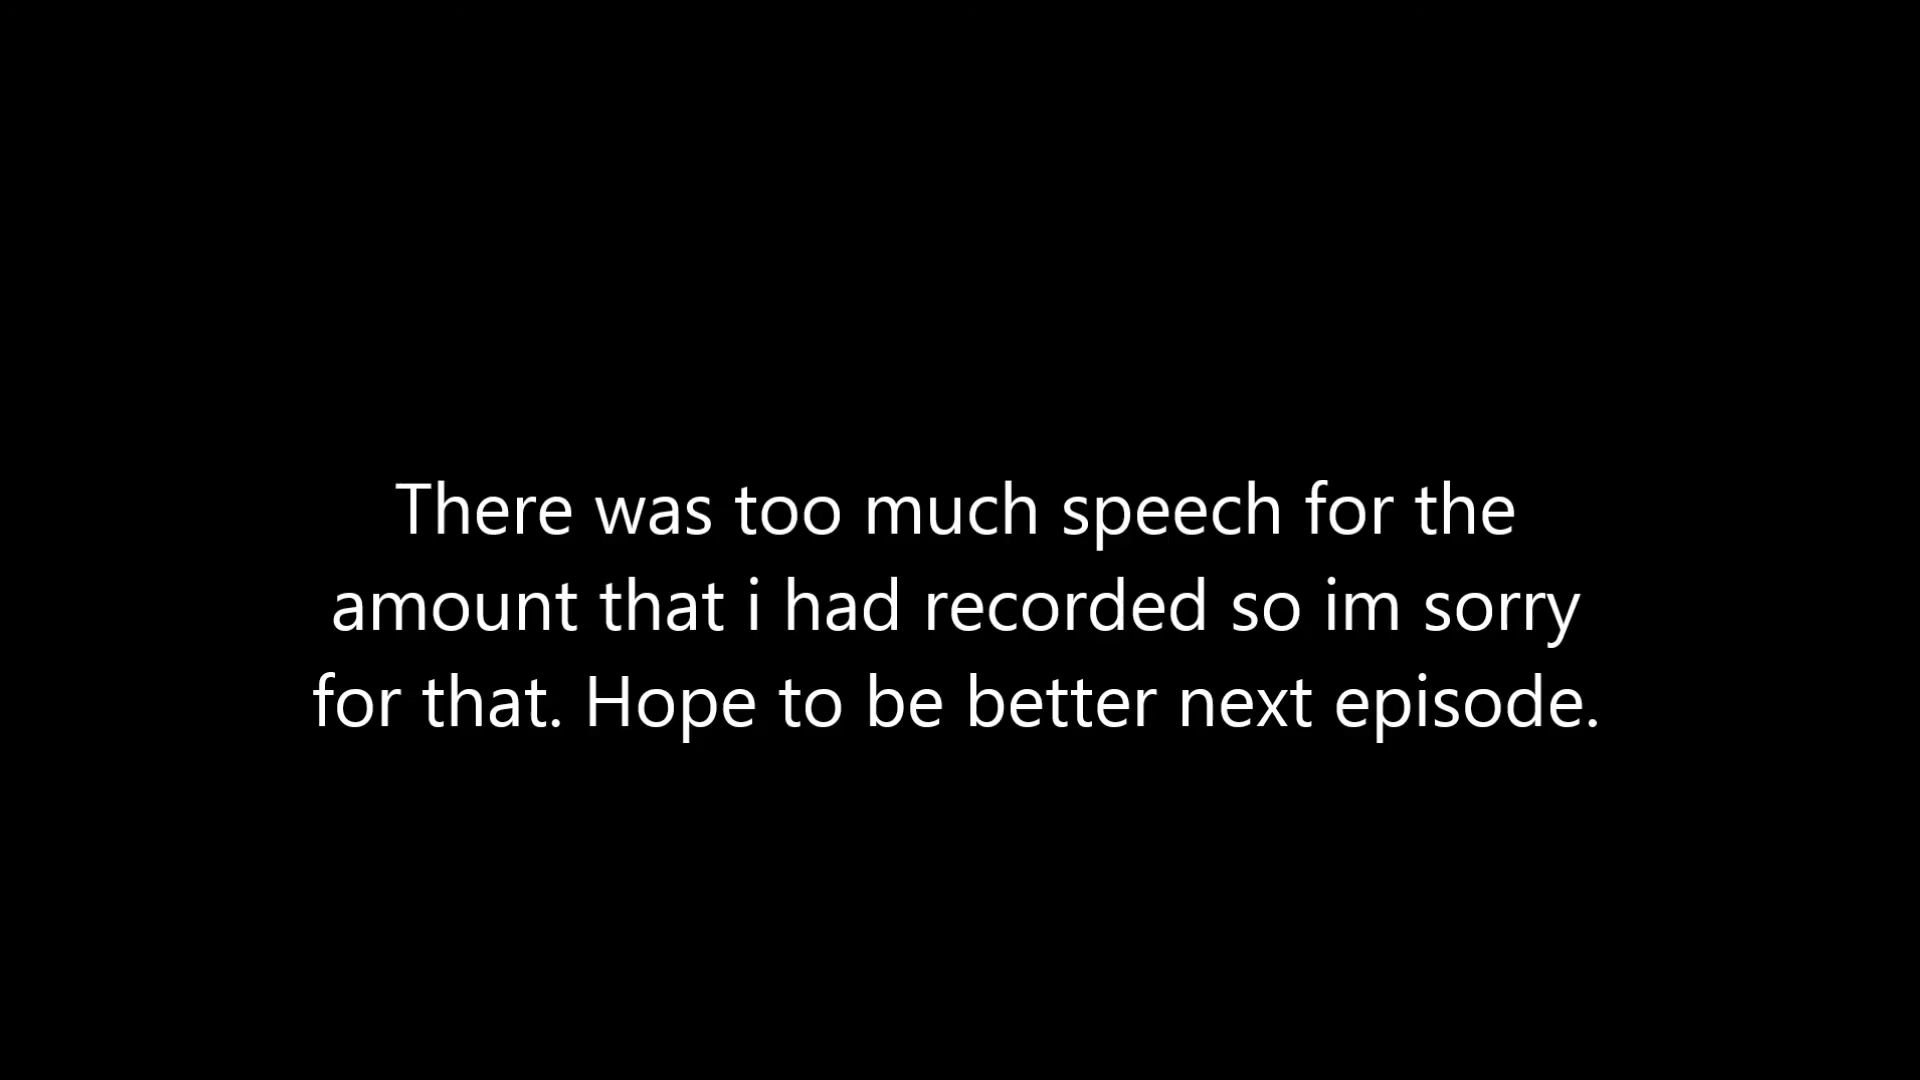 There was too much speech for the
amount that i had recorded so im sorry
for that. Hope to be better next episode.